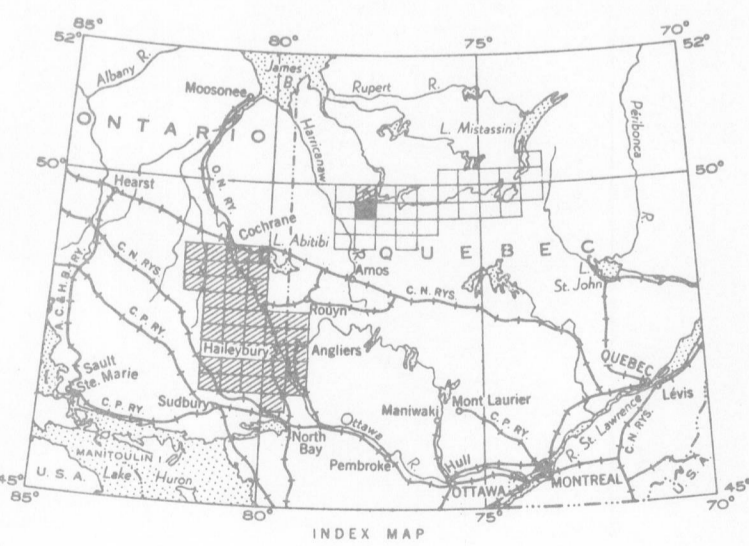 85°
80°
75°
70°
52°
52°
James
B.
Albany R.
Moosonee
Rupert R.
Harricanaw
L. Mistassini
Péribonca
R.
ONTARIO
50°
50°
Hearst
O. N. RY.
Cochrane
L. Abitibi
QUEBEC
R.
Amos
C. N. RYS.
C. N. RYS.
L.
St. John
A. C. & H. B. RY.
C. P. RY.
Rouyn
Haileybury
Angliers
QUEBEC
Lévis
Sault
Ste. Marie
C. P. RY.
Sudbury
Maniwaki
Mont Laurier
C. P. RY
R. St. Lawrence
C. N. RYS.
North
Bay
Ottawa
R.
Pembroke
Hull
OTTAWA
MONTREAL
MANITOULIN I
U. S. A.
Lake Huron
U. S. A.
45°
45°
85°
80°
75°
70°
INDEX MAP